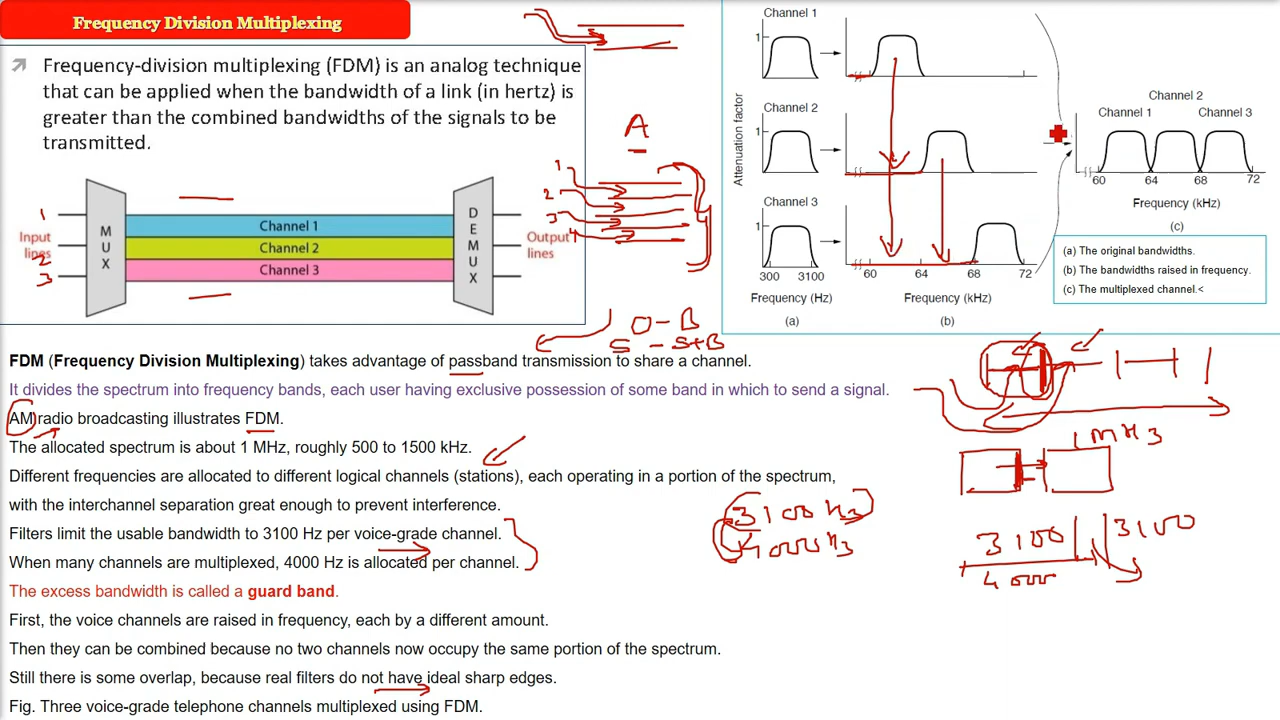 Frequency Division Multiplexing
Frequency-division multiplexing (FDM) is an analog technique
that can be applied when the bandwidth of a link (in hertz) is
greater than the combined bandwidths of the signals to be
transmitted.
1
2
3
Input
lines
MUX
Channel 1
Channel 2
Channel 3
DEMUX
Output
lines
A
1
2
3
4
O - B
S - S+B
Channel 1
1
Channel 2
1
Channel 3
1
Attenuation factor
300 3100
Frequency (Hz)
(a)
60 64 68 72
Frequency (kHz)
(b)
Channel 2
Channel 1 Channel 3
60 64 68 72
Frequency (kHz)
(c)
(a) The original bandwidths.
(b) The bandwidths raised in frequency.
(c) The multiplexed channel.<
FDM (Frequency Division Multiplexing) takes advantage of passband transmission to share a channel.
It divides the spectrum into frequency bands, each user having exclusive possession of some band in which to send a signal.
AM radio broadcasting illustrates FDM.
The allocated spectrum is about 1 MHz, roughly 500 to 1500 kHz.
Different frequencies are allocated to different logical channels (stations), each operating in a portion of the spectrum,
with the interchannel separation great enough to prevent interference.
Filters limit the usable bandwidth to 3100 Hz per voice-grade channel.
When many channels are multiplexed, 4000 Hz is allocated per channel.
The excess bandwidth is called a guard band.
First, the voice channels are raised in frequency, each by a different amount.
Then they can be combined because no two channels now occupy the same portion of the spectrum.
Still there is some overlap, because real filters do not have ideal sharp edges.
Fig. Three voice-grade telephone channels multiplexed using FDM.
3100 Hz
4000 Hz
1 MHz
3100 3100
4000